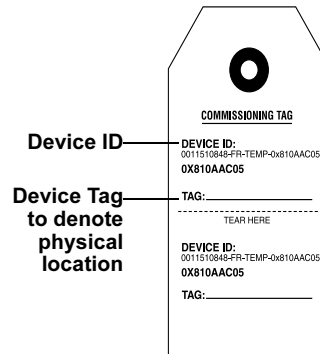 COMMISSIONING TAG
Device ID
DEVICE ID:
0011510848-FR-TEMP-0x810AAC05
0X810AAC05
Device Tag
to denote
physical
location
TAG:
TEAR HERE
DEVICE ID:
0011510848-FR-TEMP-0x810AAC05
0X810AAC05
TAG: